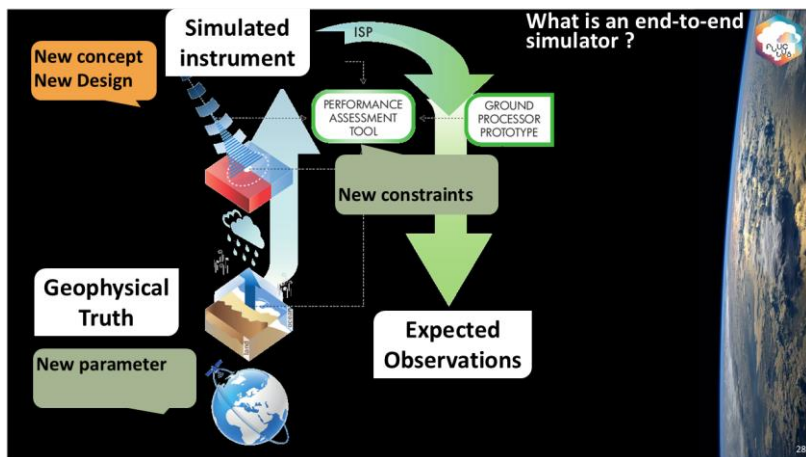 What is an end-to-end
simulator ?
Simulated
instrument
ISP
New concept
New Design
PERFORMANCE
ASSESSMENT
TOOL
GROUND
PROCESSOR
PROTOTYPE
New constraints
Geophysical
Truth
Expected
Observations
New parameter
28